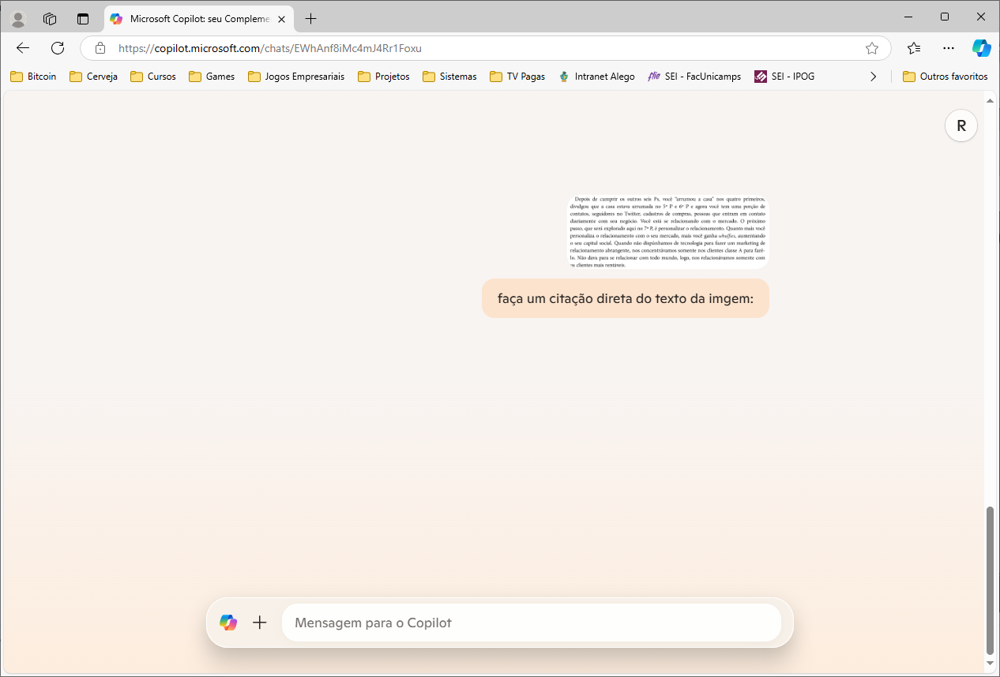 Microsoft Copilot: seu Compleme
https://copilot.microsoft.com/chats/EWhAnf8iMc4mJ4Rr1Foxu
Bitcoin Cerveja Cursos Games Jogos Empresariais Projetos Sistemas TV Pagas Intranet Alego SEI - FacUnicamps SEI - IPOG Outros favoritos
R
Depois de cumprir os outros seis Ps, você "arrumou a casa" nos quatro primeiros,
divulgou que a casa estava arrumada no 5º P e 6º P e agora você tem uma porção de
contatos, seguidores no Twitter, cadastros de compras, pessoas que entram em contato
diariamente com seu negócio. Você está se relacionando com o mercado. O próximo
passo, que será explorado aqui no 7º P, é personalizar o relacionamento. Quanto mais você
personaliza o relacionamento com o seu mercado, mais você ganha whuffies, aumentando
o seu capital social. Quando não dispúnhamos de tecnologia para fazer um marketing de
relacionamento abrangente, nos concentrávamos somente nos clientes classe A para fazê-
lo. Não dava para se relacionar com todo mundo, logo, nos relacionávamos somente com
os clientes mais rentáveis.
faça um citação direta do texto da imgem:
Mensagem para o Copilot